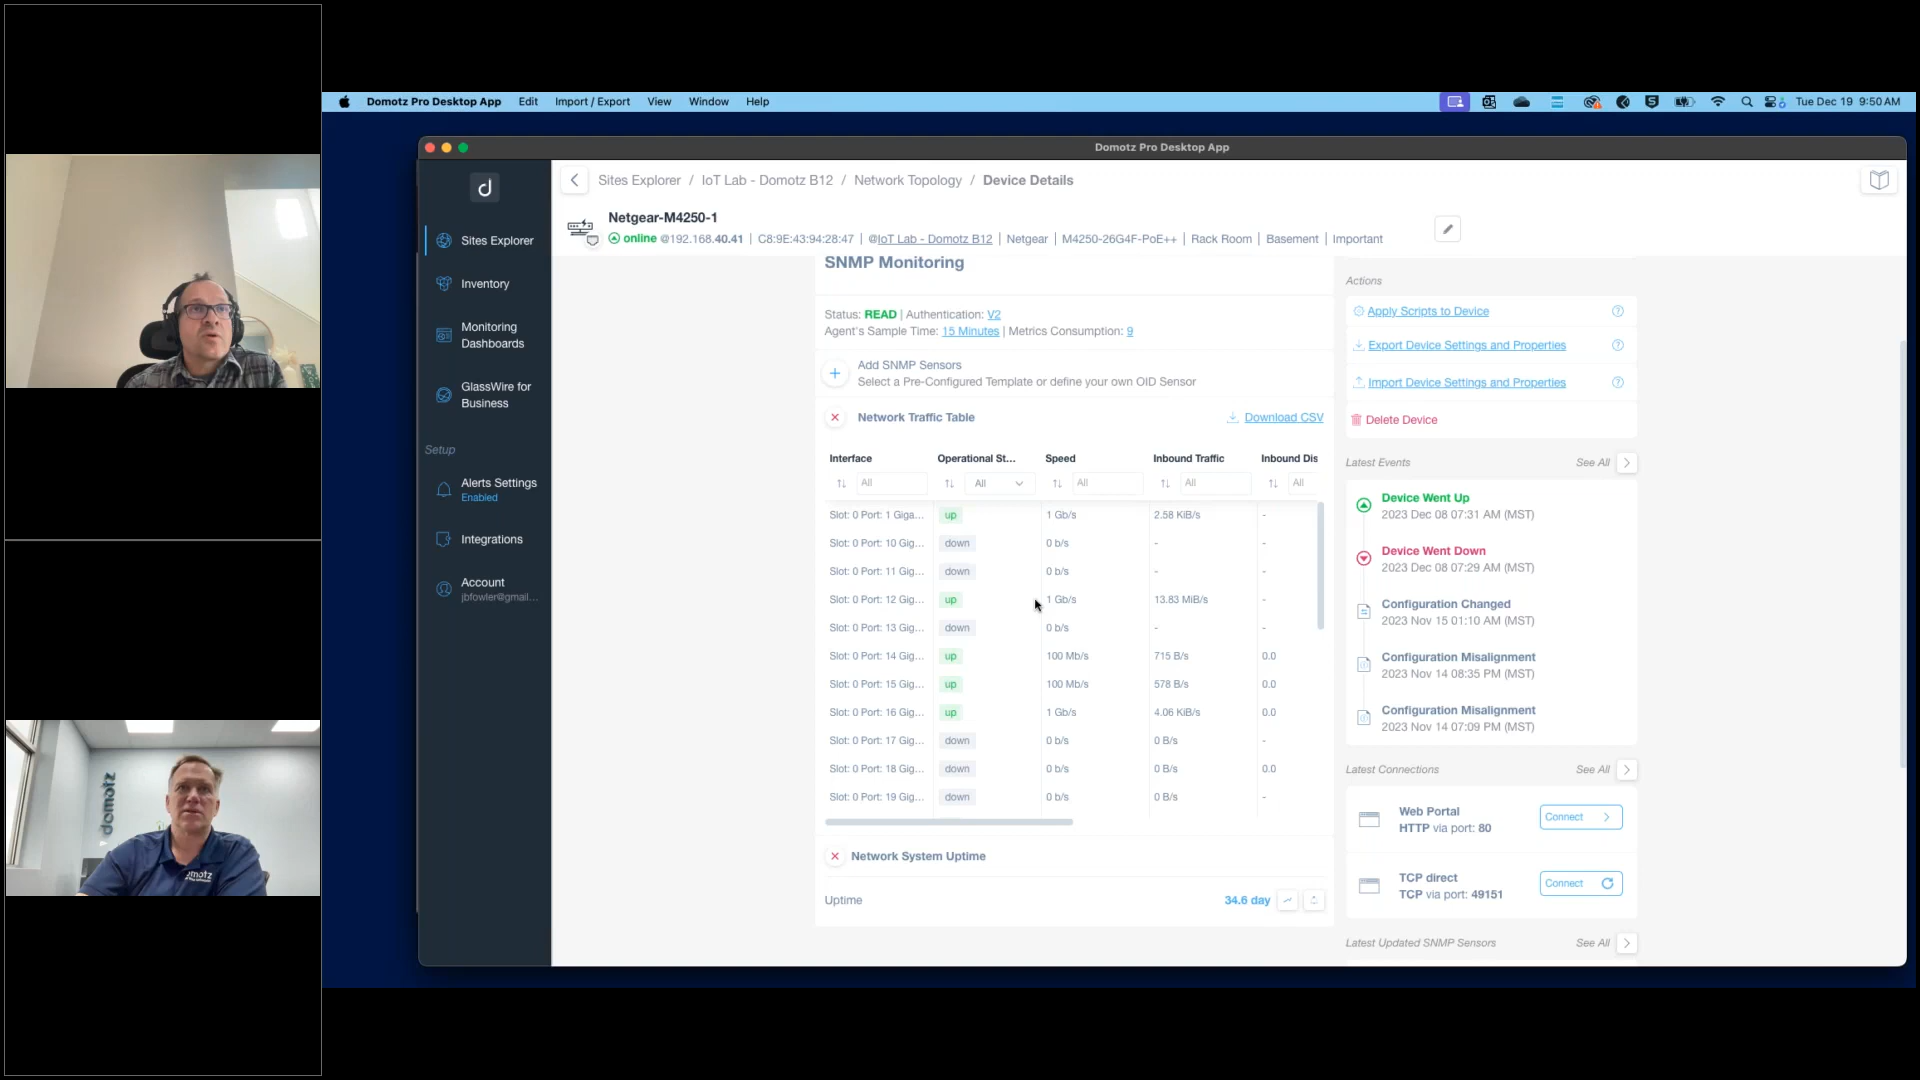 Domotz Pro Desktop App Edit Import / Export View Window Help
Tue Dec 19 9:50 AM
Domotz Pro Desktop App
Sites Explorer / IoT Lab - Domotz B12 / Network Topology / Device Details
Netgear-M4250-1
online @192.168.40.41 | C8:9E:43:94:28:47 | @IoT Lab - Domotz B12 | Netgear | M4250-26G4F-PoE++ | Rack Room | Basement | Important
Sites Explorer
Inventory
Monitoring
Dashboards
GlassWire for
Business
Setup
Alerts Settings
Enabled
Integrations
Account
jbfowler@gmail...
SNMP Monitoring
Status: READ | Authentication: V2
Agent's Sample Time: 15 Minutes | Metrics Consumption: 9
Add SNMP Sensors
Select a Pre-Configured Template or define your own OID Sensor
Network Traffic Table Download CSV
Interface Operational St... Speed Inbound Traffic Inbound Dis
All All All All All
Slot: 0 Port: 1 Giga... up 1 Gb/s 2.58 KiB/s -
Slot: 0 Port: 10 Gig... down 0 b/s - -
Slot: 0 Port: 11 Gig... down 0 b/s - -
Slot: 0 Port: 12 Gig... up 1 Gb/s 13.83 MiB/s -
Slot: 0 Port: 13 Gig... down 0 b/s - -
Slot: 0 Port: 14 Gig... up 100 Mb/s 715 B/s 0.0
Slot: 0 Port: 15 Gig... up 100 Mb/s 578 B/s 0.0
Slot: 0 Port: 16 Gig... up 1 Gb/s 4.06 KiB/s 0.0
Slot: 0 Port: 17 Gig... down 0 b/s 0 B/s -
Slot: 0 Port: 18 Gig... down 0 b/s 0 B/s 0.0
Slot: 0 Port: 19 Gig... down 0 b/s 0 B/s -
Network System Uptime
Uptime 34.6 day
Actions
Apply Scripts to Device
Export Device Settings and Properties
Import Device Settings and Properties
Delete Device
Latest Events See All
Device Went Up
2023 Dec 08 07:31 AM (MST)
Device Went Down
2023 Dec 08 07:29 AM (MST)
Configuration Changed
2023 Nov 15 01:10 AM (MST)
Configuration Misalignment
2023 Nov 14 08:35 PM (MST)
Configuration Misalignment
2023 Nov 14 07:09 PM (MST)
Latest Connections See All
Web Portal
HTTP via port: 80
Connect
TCP direct
TCP via port: 49151
Connect
Latest Updated SNMP Sensors See All
domotz